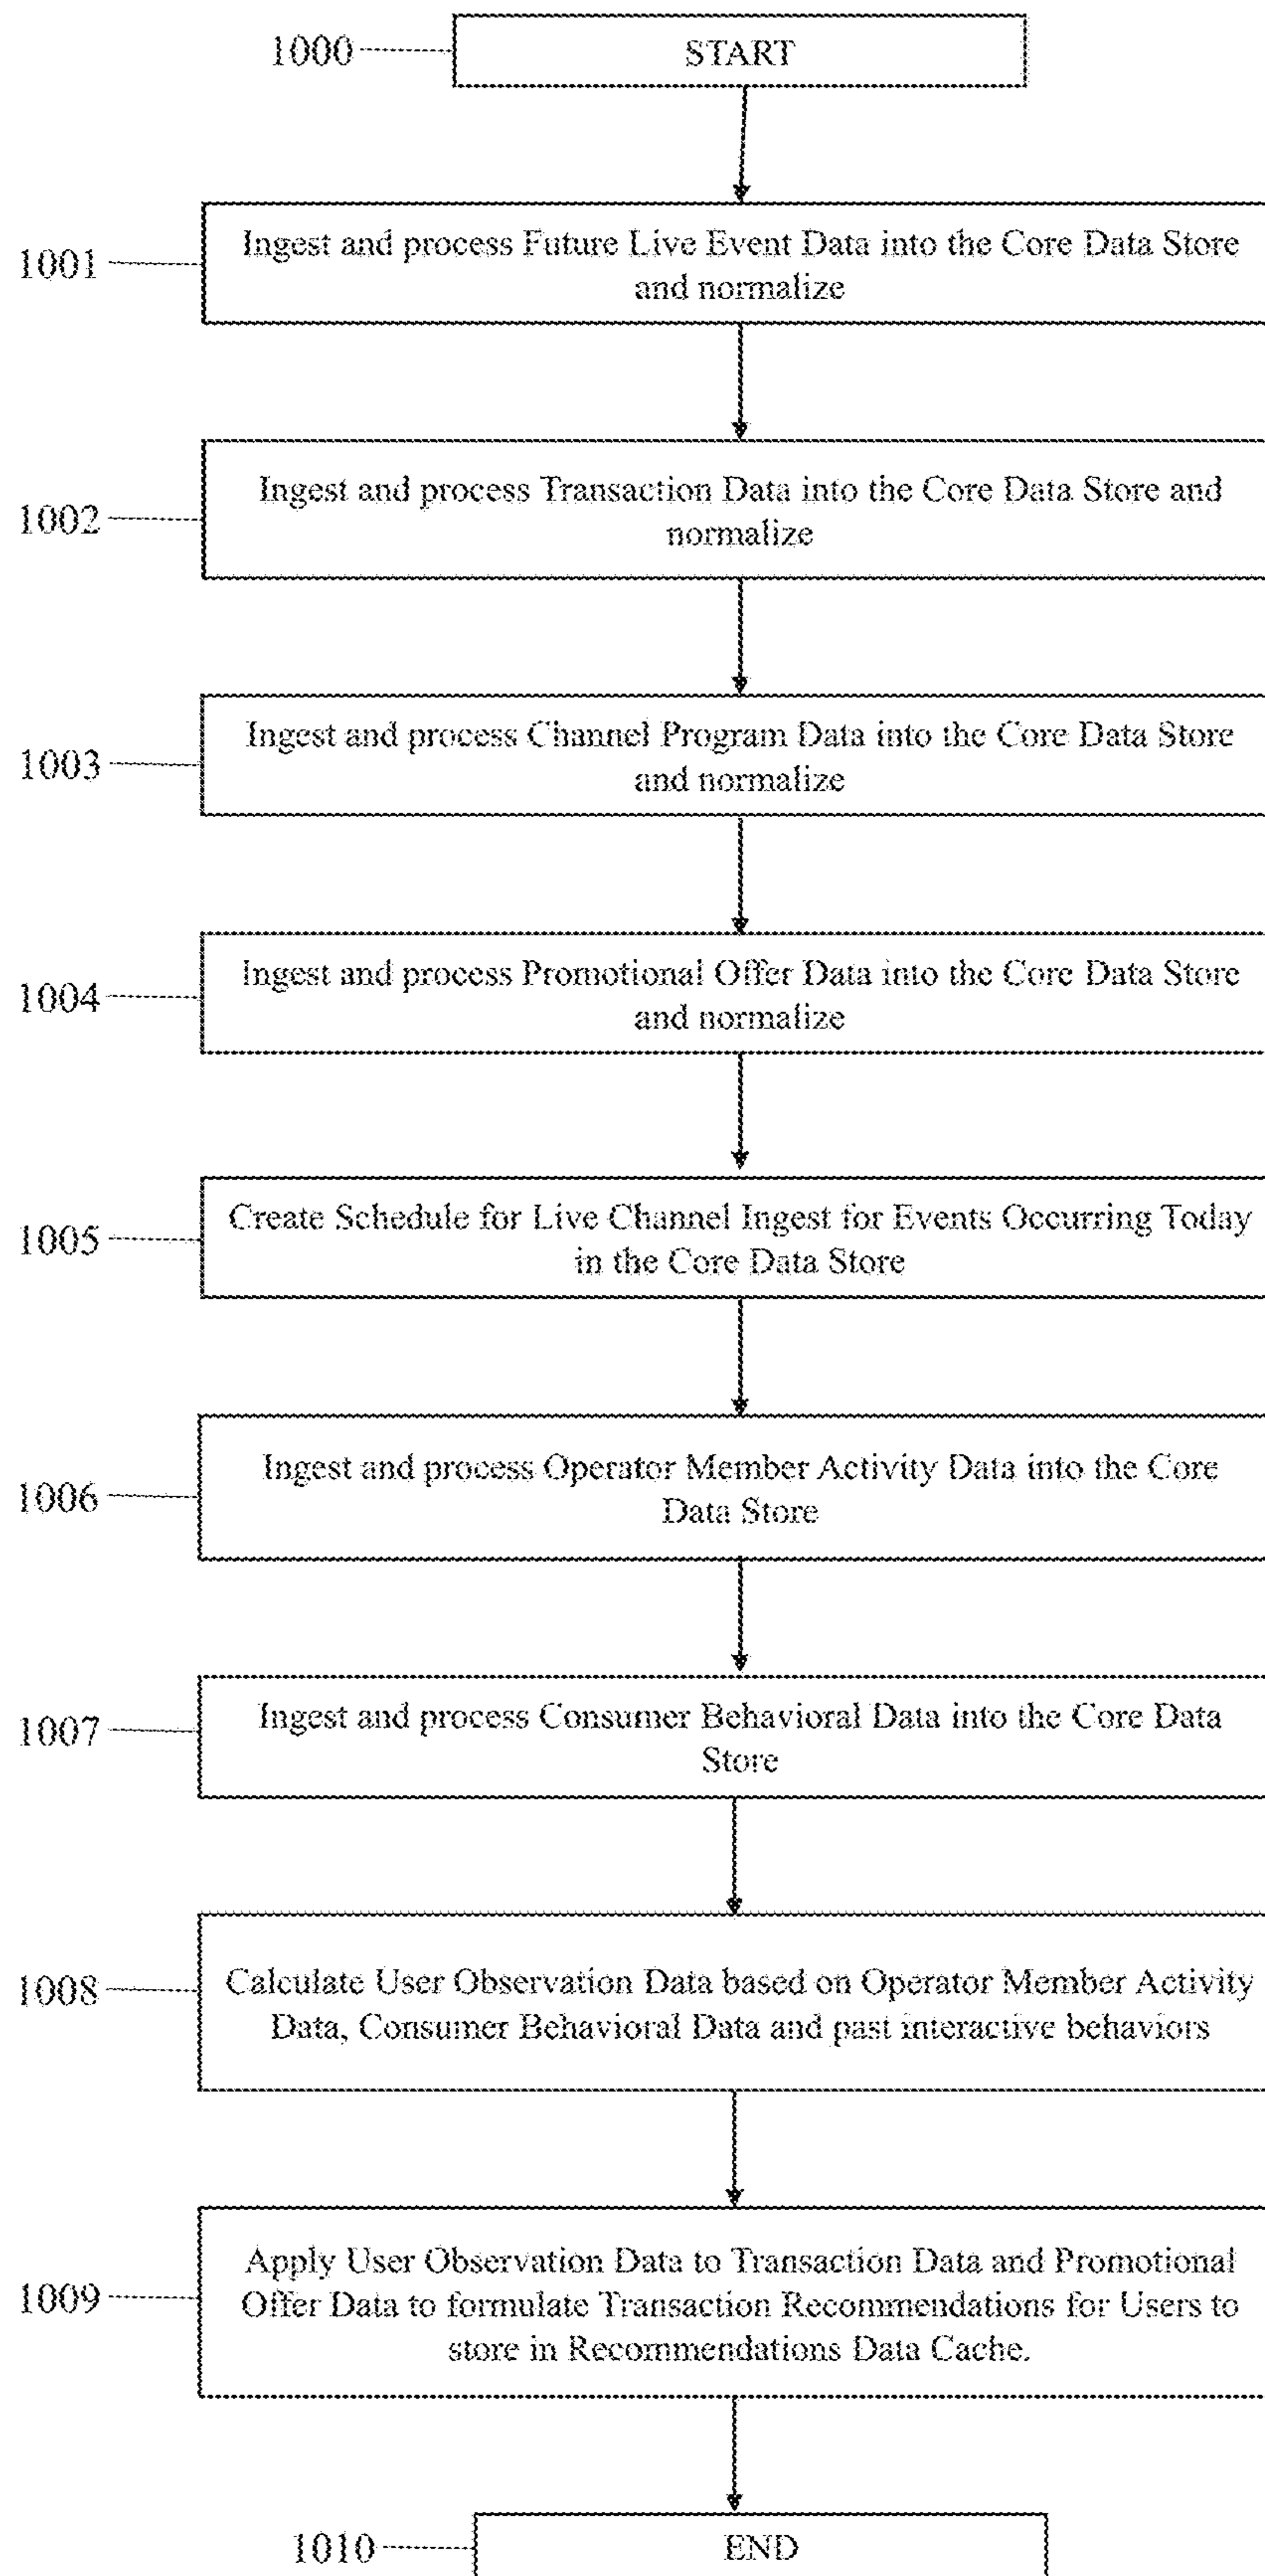 1000 START
1001 Ingest and process Future Live Event Data into the Core Data Store
and normalize
1002 Ingest and process Transaction Data into the Core Data Store and
normalize
1003 Ingest and process Channel Program Data into the Core Data Store
and normalize
1004 Ingest and process Promotional Offer Data into the Core Data Store
and normalize
1005 Create Schedule for Live Channel Ingest for Events Occurring Today
in the Core Data Store
1006 Ingest and process Operator Member Activity Data into the Core
Data Store
1007 Ingest and process Consumer Behavioral Data into the Core Data
Store
1008 Calculate User Observation Data based on Operator Member Activity
Data, Consumer Behavioral Data and past interactive behaviors
1009 Apply User Observation Data to Transaction Data and Promotional
Offer Data to formulate Transaction Recommendations for Users to
store in Recommendations Data Cache.
1010 END